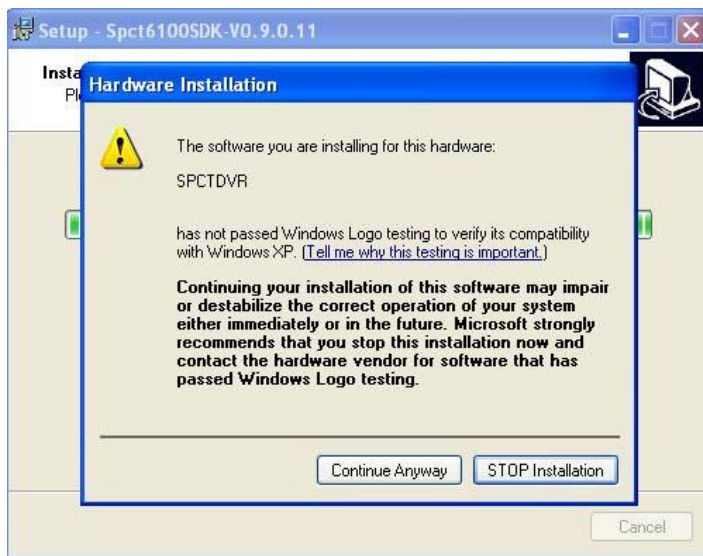 Setup - Spct6100SDK-V0.9.0.11
Insta
Pl
Hardware Installation
The software you are installing for this hardware:
SPCTDVR
has not passed Windows Logo testing to verify its compatibility
with Windows XP. (Tell me why this testing is important.)
Continuing your installation of this software may impair
or destabilize the correct operation of your system
either immediately or in the future. Microsoft strongly
recommends that you stop this installation now and
contact the hardware vendor for software that has
passed Windows Logo testing.
Continue Anyway STOP Installation
Cancel